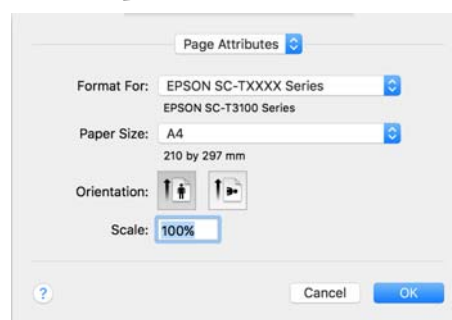 Page Attributes
Format For: EPSON SC-TXXXX Series
EPSON SC-T3100 Series
Paper Size: A4
210 by 297 mm
Orientation:
Scale: 100%
? Cancel OK